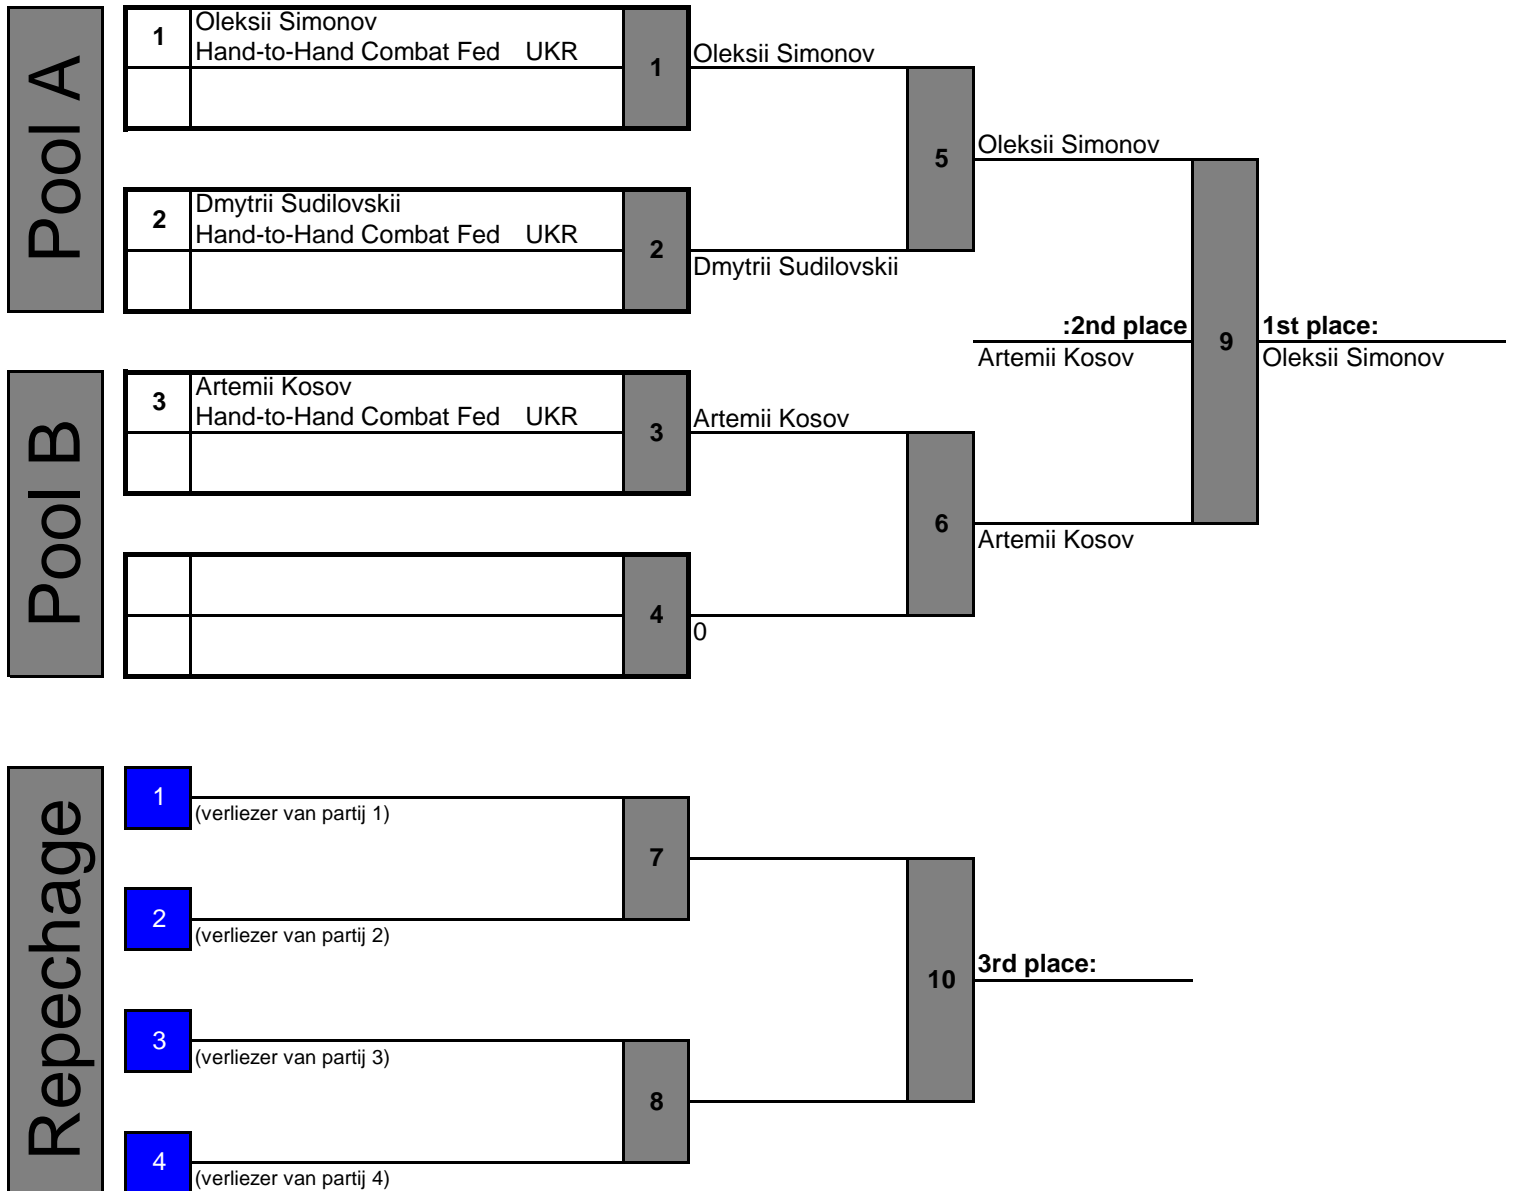 Pool A
1
Oleksii Simonov
Hand-to-Hand Combat Fed UKR
1
Oleksii Simonov
2
Dmytrii Sudilovskii
Hand-to-Hand Combat Fed UKR
2
Dmytrii Sudilovskii
5
Oleksii Simonov
Pool B
3
Artemii Kosov
Hand-to-Hand Combat Fed UKR
3
Artemii Kosov
4
0
6
Artemii Kosov
:2nd place
Artemii Kosov
9
1st place:
Oleksii Simonov
Repechage
1
(verliezer van partij 1)
2
(verliezer van partij 2)
7
3
(verliezer van partij 3)
4
(verliezer van partij 4)
8
10
3rd place: